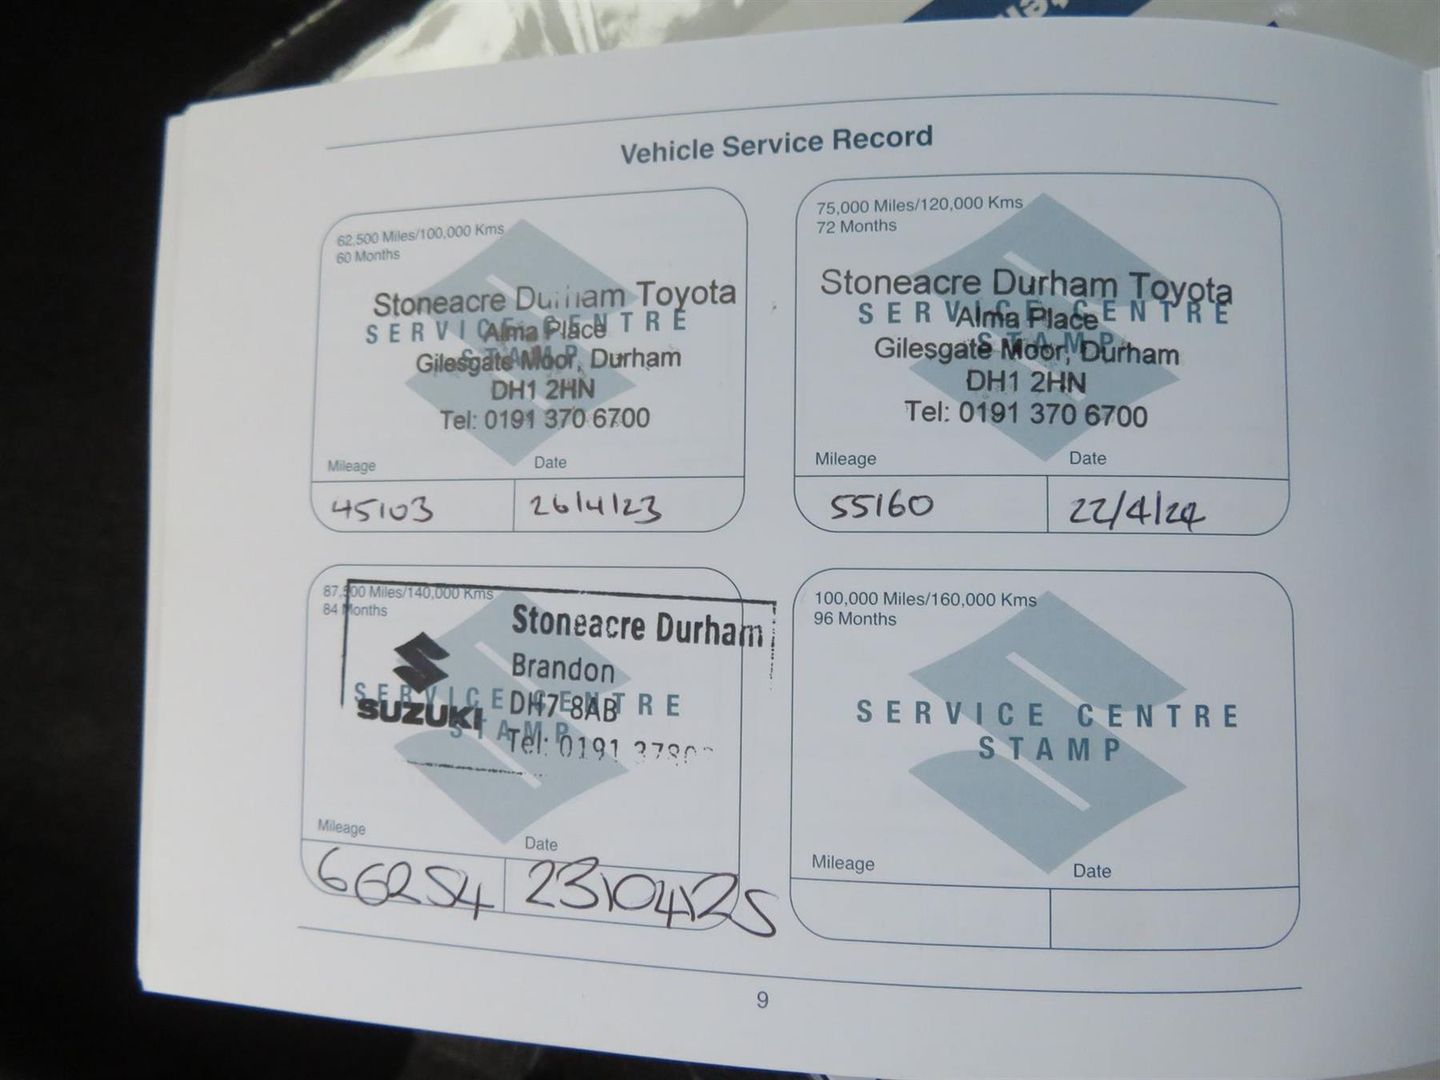 Vehicle Service Record
62,500 Miles/100,000 Kms
60 Months
Stoneacre Durham Toyota
SERVICE CENTRE
Alma Place
STAMP
Gilesgate Moor, Durham
DH1 2HN
Tel: 0191 370 6700
Mileage
Date
45103
26/4/23
75,000 Miles/120,000 Kms
72 Months
Stoneacre Durham Toyota
SERVICE CENTRE
Alma Place
STAMP
Gilesgate Moor, Durham
DH1 2HN
Tel: 0191 370 6700
Mileage
Date
55160
22/4/24
87,500 Miles/140,000 Kms
84 Months
Stoneacre Durham
Brandon
SERVICE CENTRE
DH7 8AB
SUZUKI
STAMP
Tel: 0191
Mileage
Date
66254
23/04/25
100,000 Miles/160,000 Kms
96 Months
SERVICE CENTRE
STAMP
Mileage
Date
9